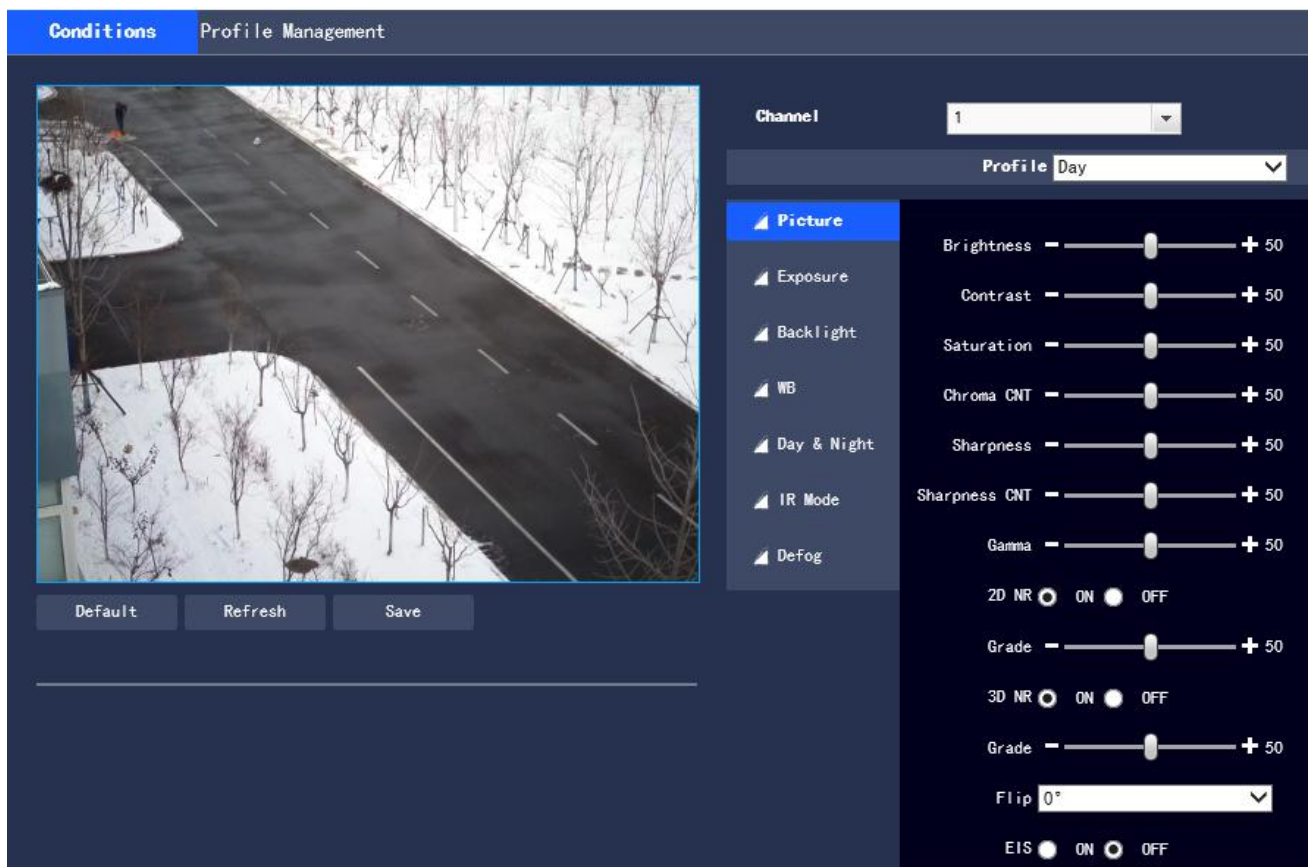 Conditions Profile Management
Channel 1
Profile Day
Picture
Exposure
Backlight
WB
Day & Night
IR Mode
Defog
Brightness 50
Contrast 50
Saturation 50
Chroma CNT 50
Sharpness 50
Sharpness CNT 50
Gamma 50
2D NR ON OFF
Grade 50
3D NR ON OFF
Grade 50
Flip 0°
EIS ON OFF
Default Refresh Save